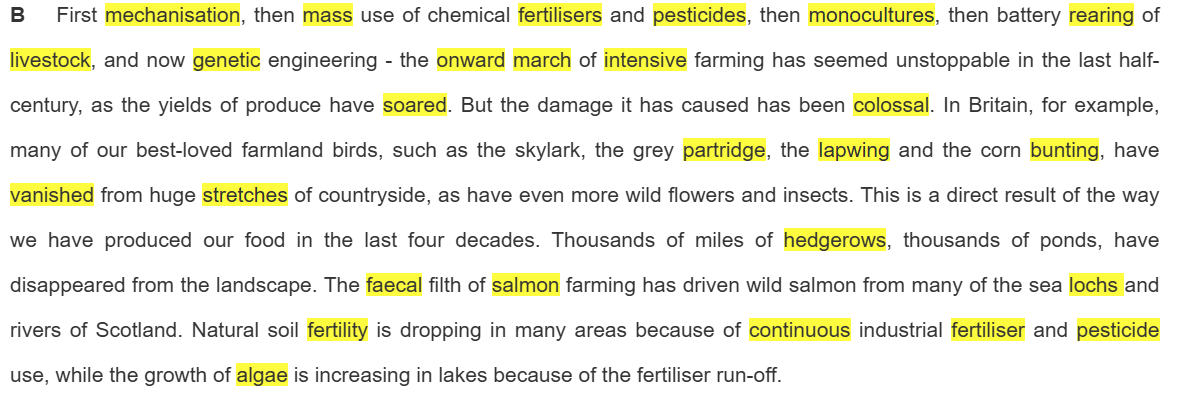 B First mechanisation, then mass use of chemical fertilisers and pesticides, then monocultures, then battery rearing of
livestock, and now genetic engineering - the onward march of intensive farming has seemed unstoppable in the last half-
century, as the yields of produce have soared. But the damage it has caused has been colossal. In Britain, for example,
many of our best-loved farmland birds, such as the skylark, the grey partridge, the lapwing and the corn bunting, have
vanished from huge stretches of countryside, as have even more wild flowers and insects. This is a direct result of the way
we have produced our food in the last four decades. Thousands of miles of hedgerows, thousands of ponds, have
disappeared from the landscape. The faecal filth of salmon farming has driven wild salmon from many of the sea lochs and
rivers of Scotland. Natural soil fertility is dropping in many areas because of continuous industrial fertiliser and pesticide
use, while the growth of algae is increasing in lakes because of the fertiliser run-off.